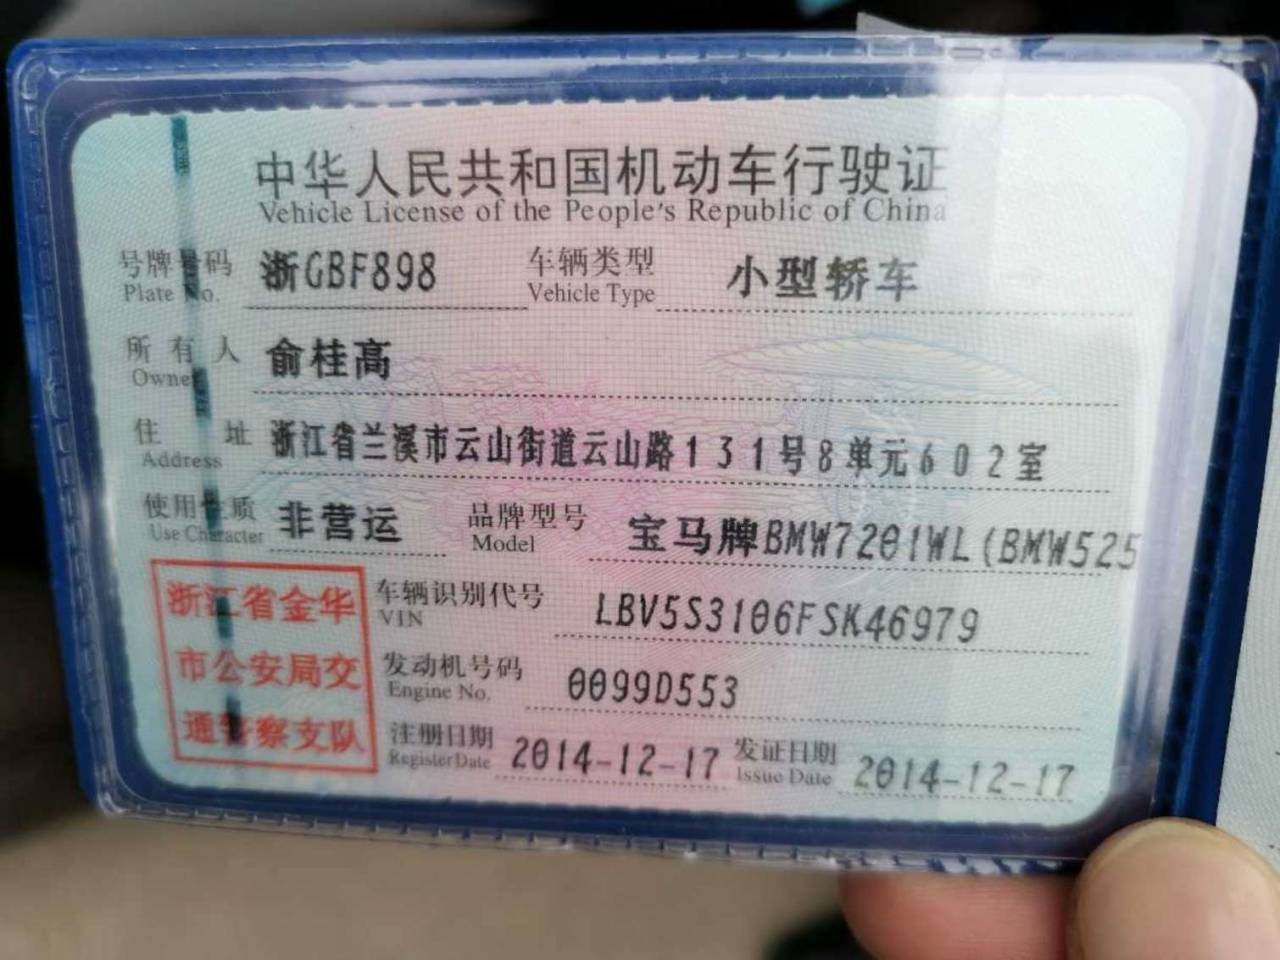 中华人民共和国机动车行驶证
Vehicle License of the People's Republic of China
号牌号码 浙GBF898 车辆类型 小型轿车
Plate No. Vehicle Type
所有人 俞桂高
Owner
住址 浙江省兰溪市云山街道云山路131号8单元602室
Address
使用性质 非营运 品牌型号 宝马牌BMW7201WL(BMW525
Use Character Model
浙江省金华
市公安局交
通警察支队
车辆识别代号 LBV5S3106FSK46979
VIN
发动机号码 0099D553
Engine No.
注册日期 2014-12-17 发证日期 2014-12-17
Register Date Issue Date